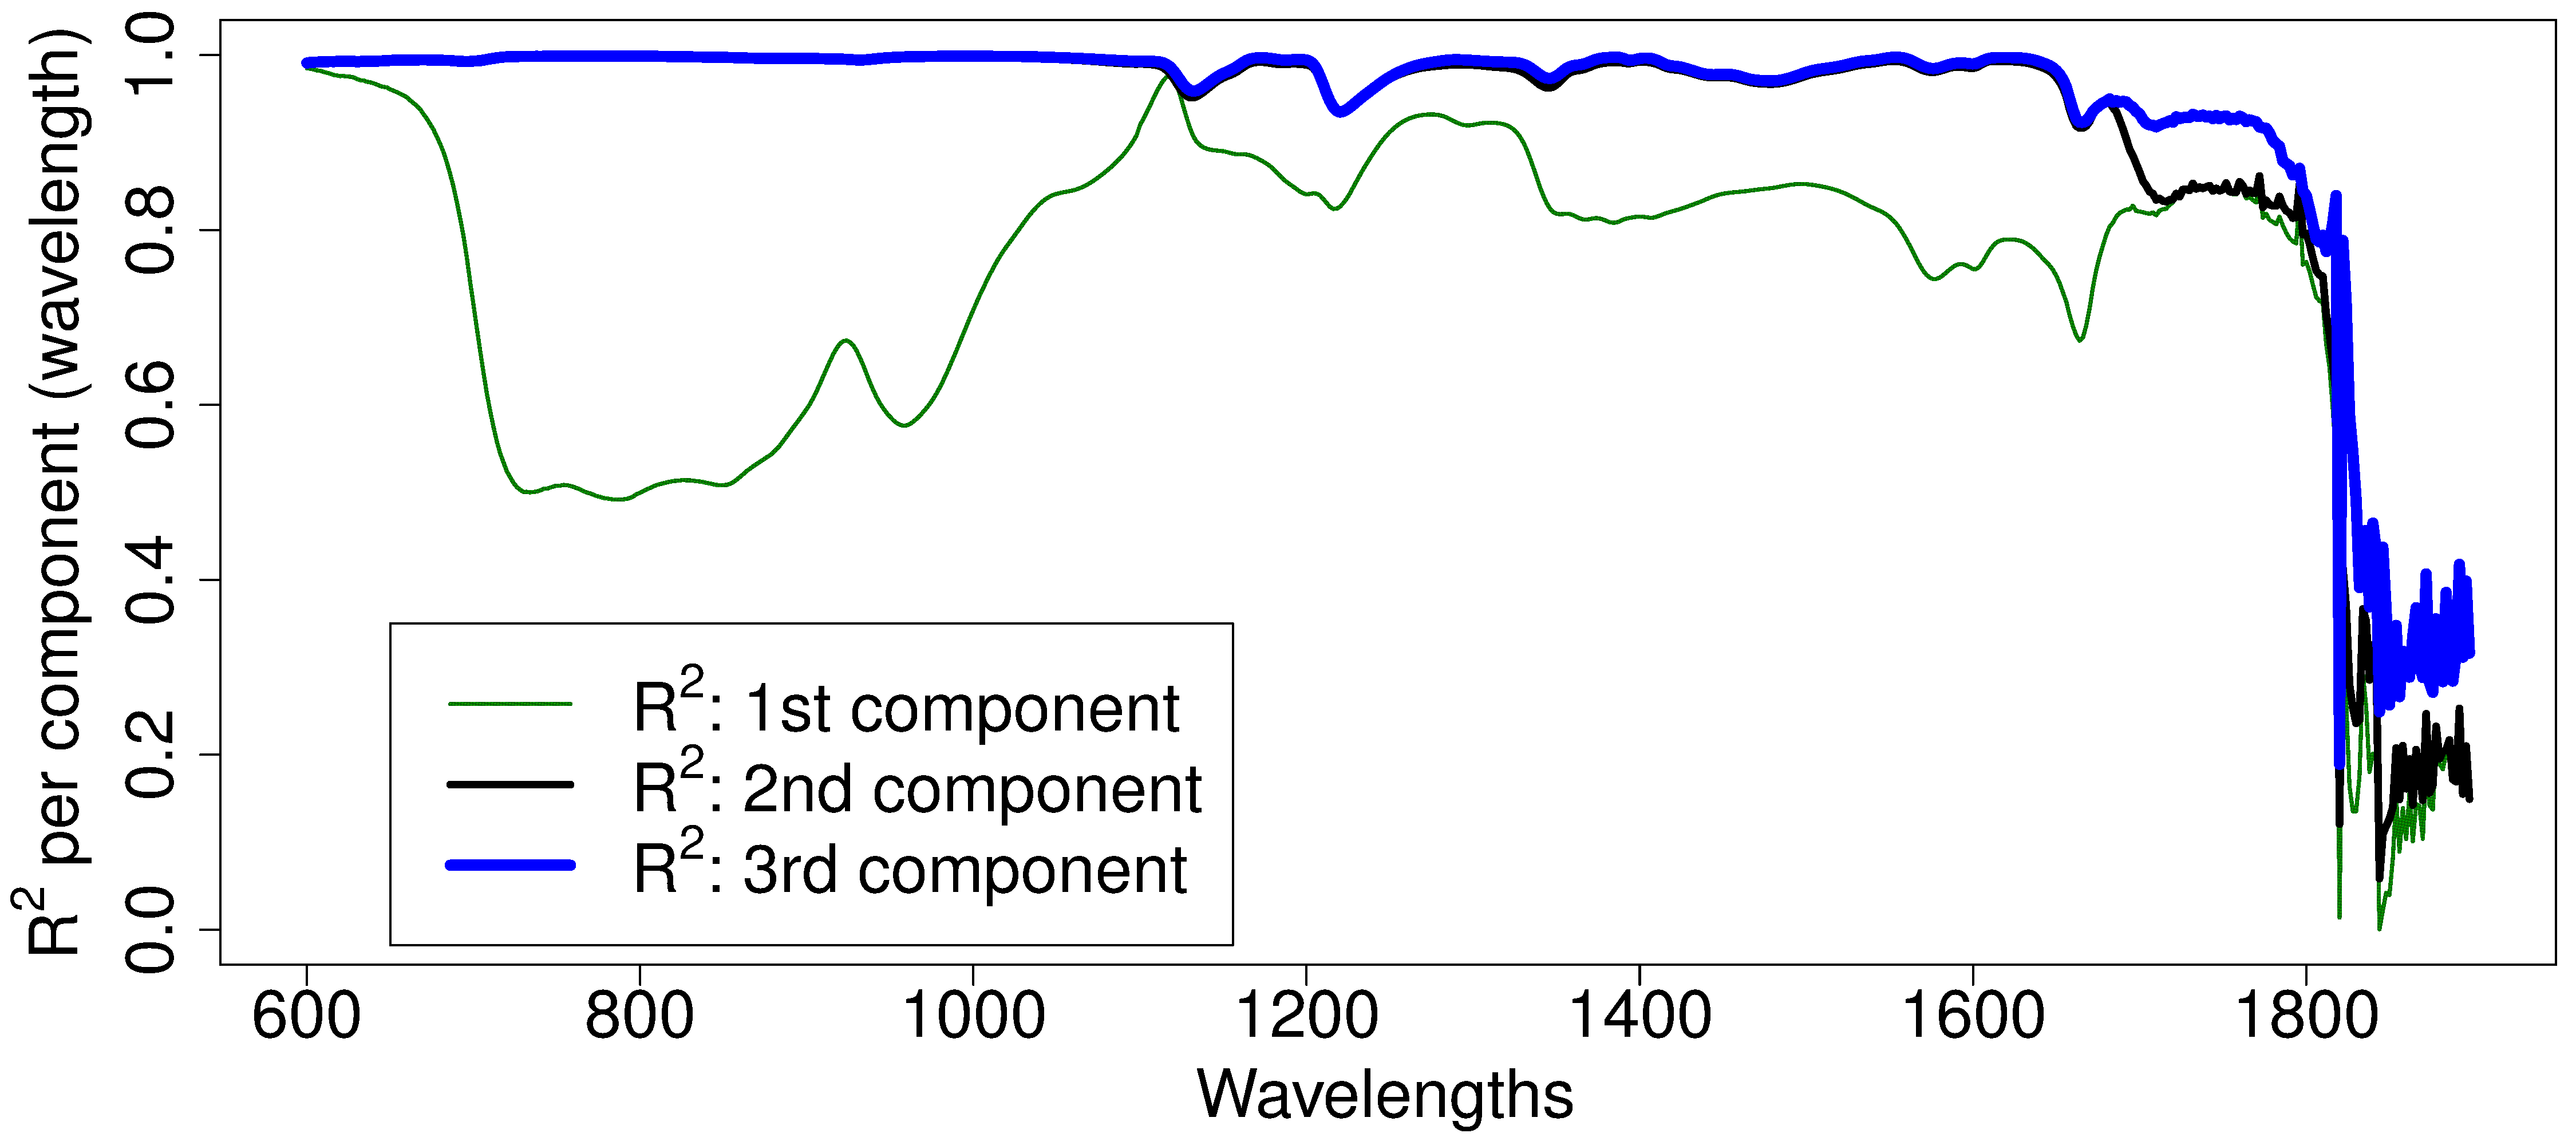 R² per component (wavelength)
1.0
0.8
0.6
0.4
0.2
0.0
R²: 1st component
R²: 2nd component
R²: 3rd component
600 800 1000 1200 1400 1600 1800
Wavelengths